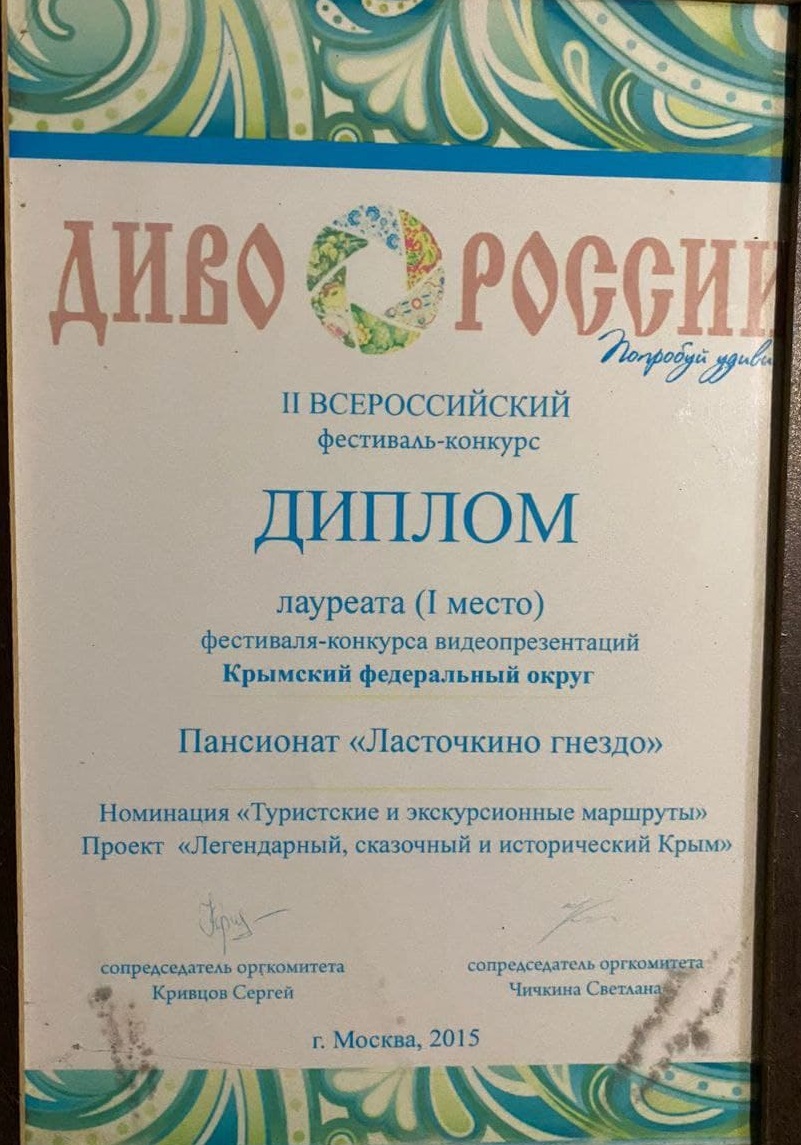 ДИВО РОССИИ
Попробуй удиви
II ВСЕРОССИЙСКИЙ
фестиваль-конкурс
ДИПЛОМ
лауреата (I место)
фестиваля-конкурса видеопрезентаций
Крымский федеральный округ
Пансионат «Ласточкино гнездо»
Номинация «Туристские и экскурсионные маршруты»
Проект «Легендарный, сказочный и исторический Крым»
сопредседатель оргкомитета сопредседатель оргкомитета
Кривцов Сергей Чичкина Светлана
г. Москва, 2015